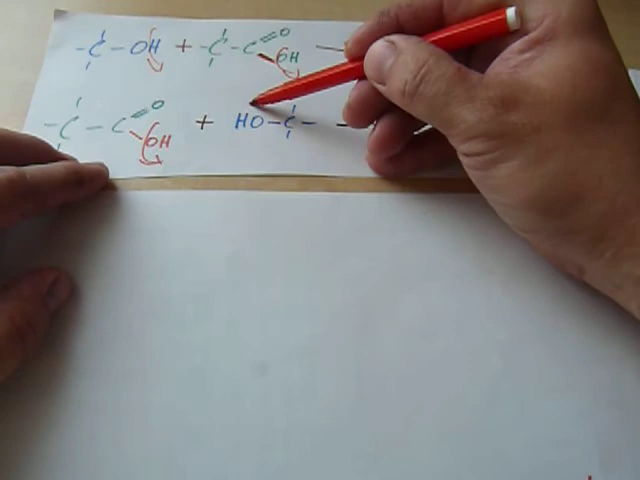 -C-OH + -C-C=O OH —
-C-C=O OH + HO-C- —